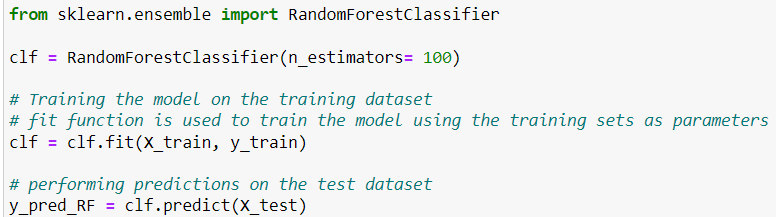 from sklearn.ensemble import RandomForestClassifier
clf = RandomForestClassifier(n_estimators= 100)
# Training the model on the training dataset
# fit function is used to train the model using the training sets as parameters
clf = clf.fit(X_train, y_train)
# performing predictions on the test dataset
y_pred_RF = clf.predict(X_test)